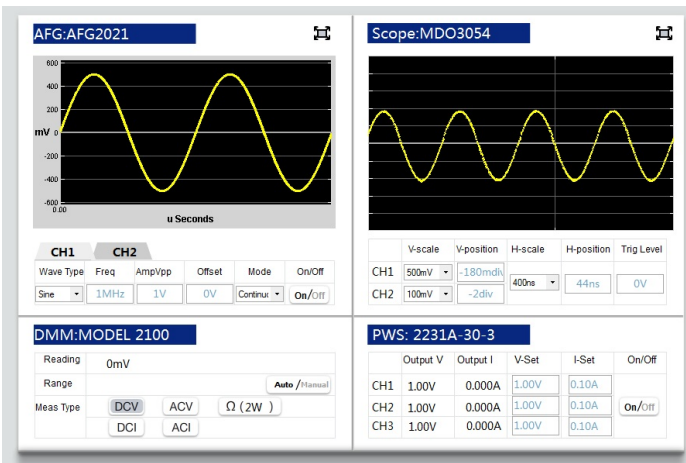 AFG:AFG2021
600
400
200
mV 0
-200
-400
-600
0.00
u Seconds
CH1 CH2
Wave Type Freq AmpVpp Offset Mode On/Off
Sine 1MHz 1V 0V Continuc On/Off
Scope:MDO3054
V-scale V-position H-scale H-position Trig Level
CH1 500mV -180mdiv 400ns 44ns 0V
CH2 100mV -2div
DMM:MODEL 2100
Reading 0mV
Range Auto /Manual
Meas Type DCV ACV Ω (2W)
DCI ACI
PWS: 2231A-30-3
Output V Output I V-Set I-Set On/Off
CH1 1.00V 0.000A 1.00V 0.10A
CH2 1.00V 0.000A 1.00V 0.10A On/Off
CH3 1.00V 0.000A 1.00V 0.10A